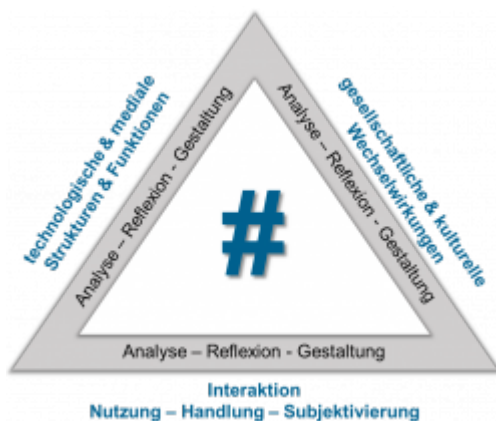 technologische & mediale
Strukturen & Funktionen
Analyse – Reflexion - Gestaltung
#
Analyse – Reflexion - Gestaltung
gesellschaftliche & kulturelle
Wechselwirkungen
Analyse – Reflexion - Gestaltung
Interaktion
Nutzung – Handlung – Subjektivierung